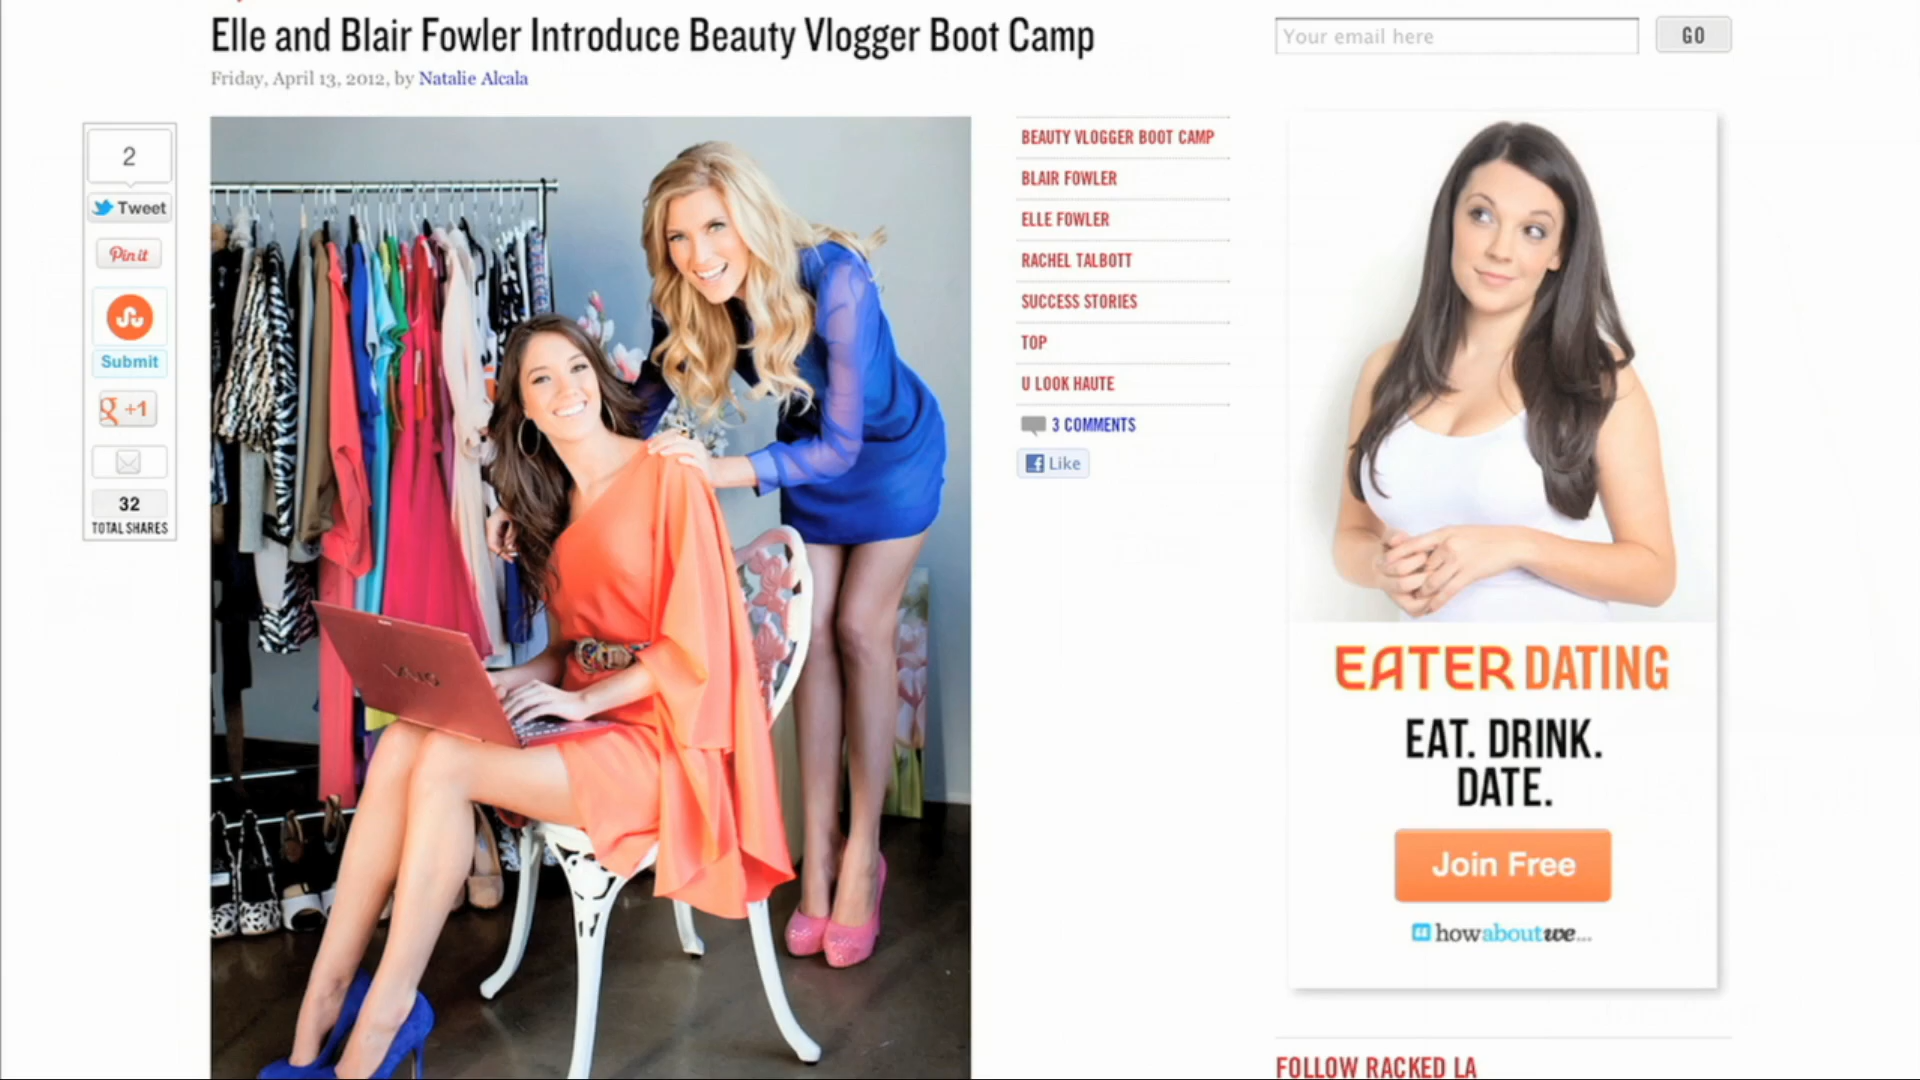 Elle and Blair Fowler Introduce Beauty Vlogger Boot Camp
Friday, April 13, 2012, by Natalie Alcala
2
Tweet
Pin it
Submit
g +1
32
TOTAL SHARES
VAIO
BEAUTY VLOGGER BOOT CAMP
BLAIR FOWLER
ELLE FOWLER
RACHEL TALBOTT
SUCCESS STORIES
TOP
U LOOK HAUTE
3 COMMENTS
Like
Your email here
GO
EATER DATING
EAT. DRINK.
DATE.
Join Free
howaboutwe...
FOLLOW RACKED LA